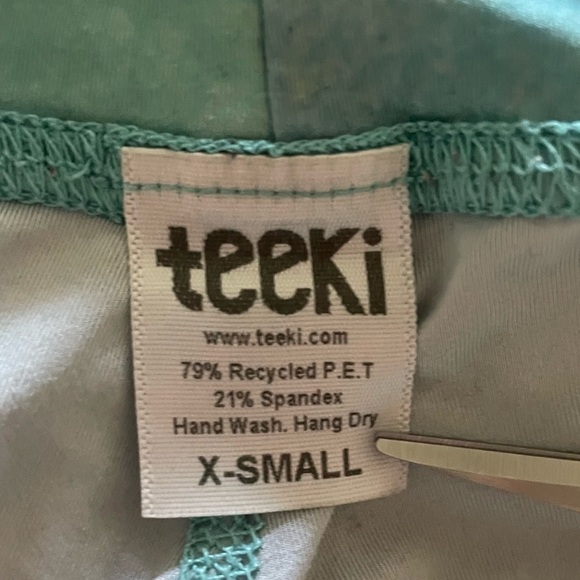 teeki
www.teeki.com
79% Recycled P.E.T
21% Spandex
Hand Wash. Hang Dry
X-SMALL